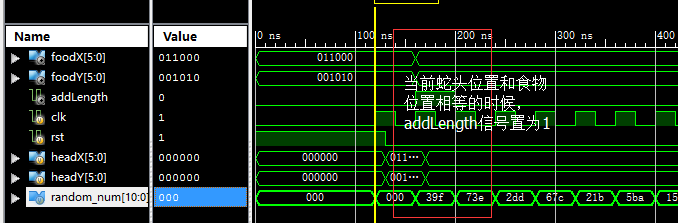 Name
Value
0 ns
100 ns
200 ns
300 ns
400
foodX[5:0]
011000
011000
foodY[5:0]
001010
001010
addLength
0
clk
1
rst
1
headX[5:0]
000000
000000
011···
headY[5:0]
000000
000000
001···
random_num[10:0]
000
000
000
39f
73e
2dd
67c
21b
5ba
15
当前蛇头位置和食物
位置相等的时候，
addLength信号置为1